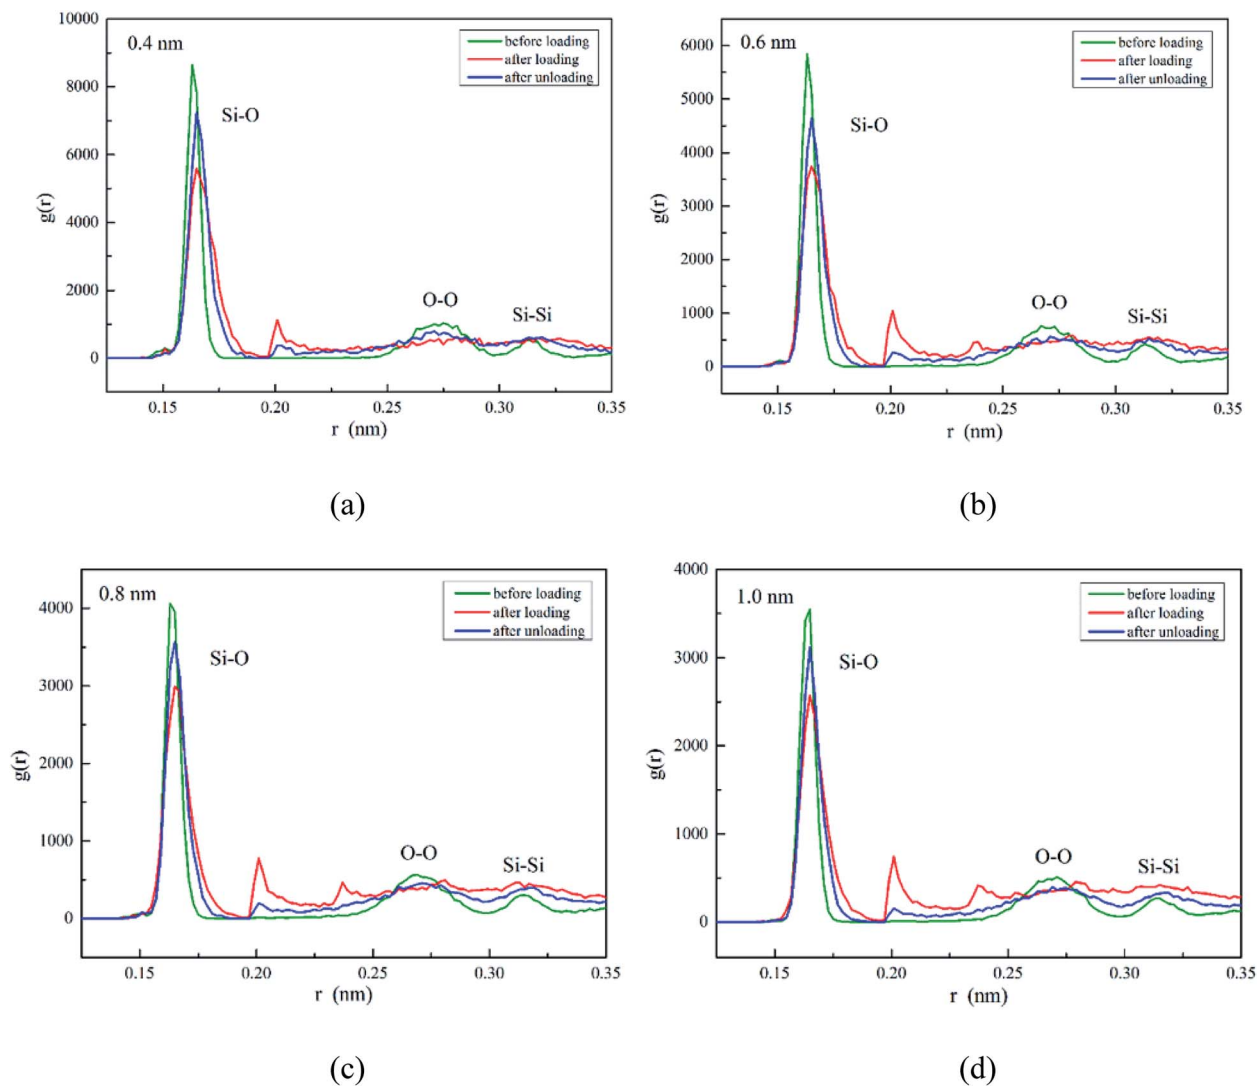 10000
0.4 nm
before loading
after loading
after unloading
8000
Si-O
6000
g(r)
4000
2000
O-O
Si-Si
0
0.15
0.20
0.25
0.30
0.35
r (nm)
(a)
6000
0.6 nm
before loading
after loading
after unloading
5000
Si-O
4000
g(r)
3000
2000
1000
O-O
Si-Si
0
0.15
0.20
0.25
0.30
0.35
r (nm)
(b)
0.8 nm
before loading
after loading
after unloading
4000
Si-O
3000
g(r)
2000
1000
O-O
Si-Si
0
0.15
0.20
0.25
0.30
0.35
r (nm)
(c)
4000
1.0 nm
before loading
after loading
after unloading
3000
Si-O
g(r)
2000
1000
O-O
Si-Si
0
0.15
0.20
0.25
0.30
0.35
r (nm)
(d)